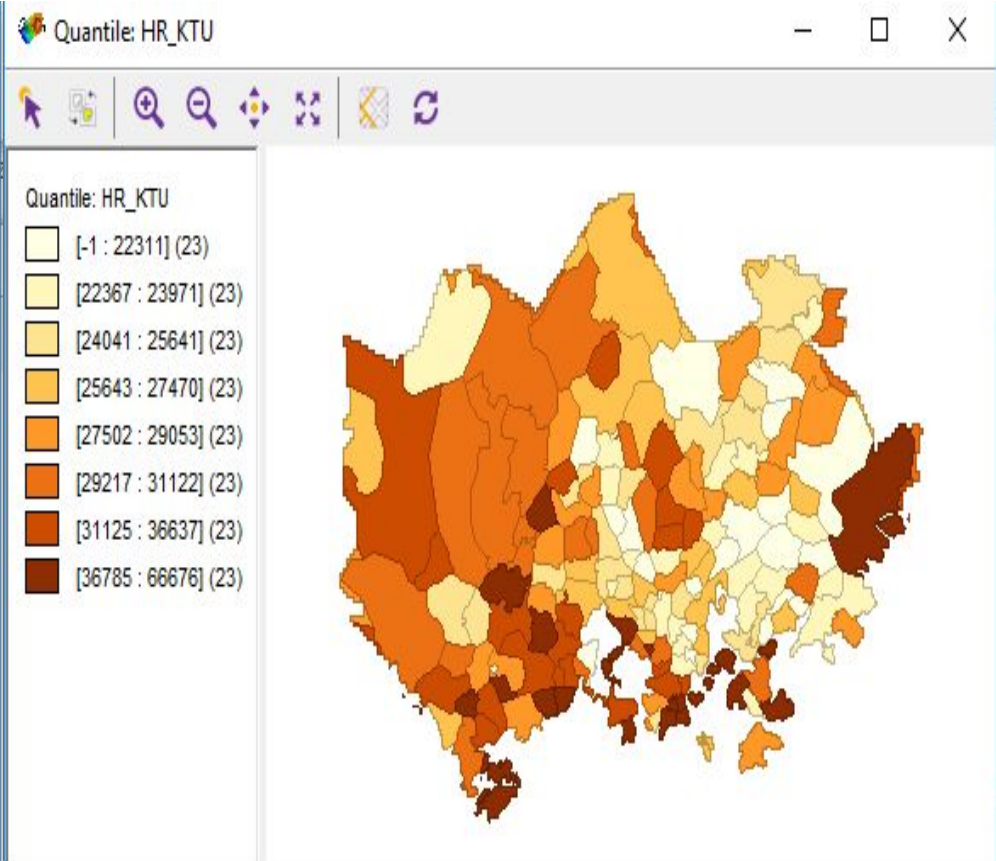 Quantile: HR_KTU
Quantile: HR_KTU
[-1 : 22311] (23)
[22367 : 23971] (23)
[24041 : 25641] (23)
[25643 : 27470] (23)
[27502 : 29053] (23)
[29217 : 31122] (23)
[31125 : 36637] (23)
[36785 : 66676] (23)